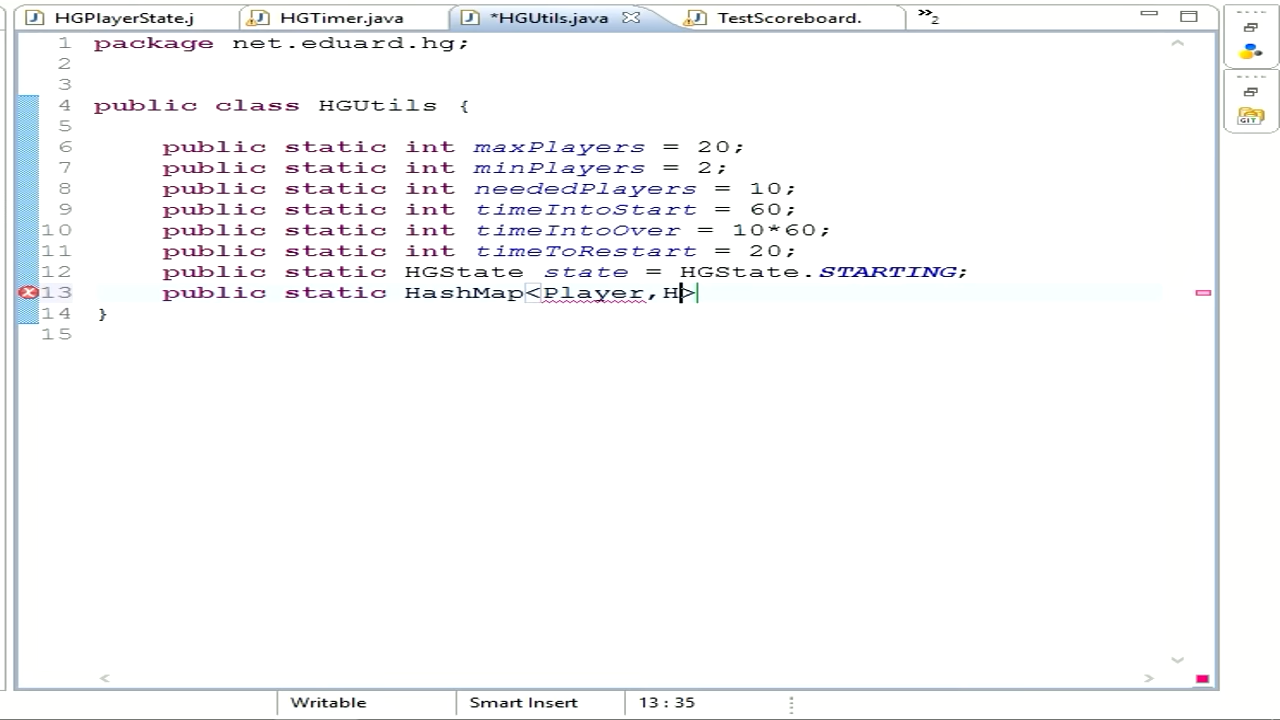 HGPlayerState.j HGTimer.java *HGUtils.java TestScoreboard. »2
1 package net.eduard.hg;
2
3
4 public class HGUtils {
5
6 public static int maxPlayers = 20;
7 public static int minPlayers = 2;
8 public static int neededPlayers = 10;
9 public static int timeIntoStart = 60;
10 public static int timeIntoOver = 10*60;
11 public static int timeToRestart = 20;
12 public static HGState state = HGState.STARTING;
13 public static HashMap<Player,H>
14 }
15
GIT
Writable Smart Insert 13 : 35